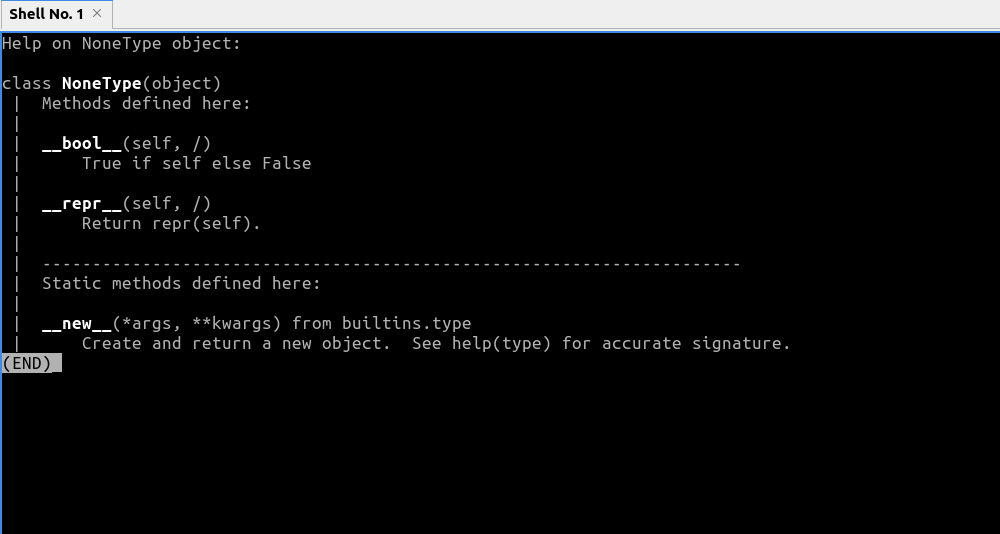 Shell No. 1 ×
Help on NoneType object:

class NoneType(object)
 |  Methods defined here:
 |
 |  __bool__(self, /)
 |      True if self else False
 |
 |  __repr__(self, /)
 |      Return repr(self).
 |
 |  ----------------------------------------------------------------------
 |  Static methods defined here:
 |
 |  __new__(*args, **kwargs) from builtins.type
 |      Create and return a new object.  See help(type) for accurate signature.
(END)